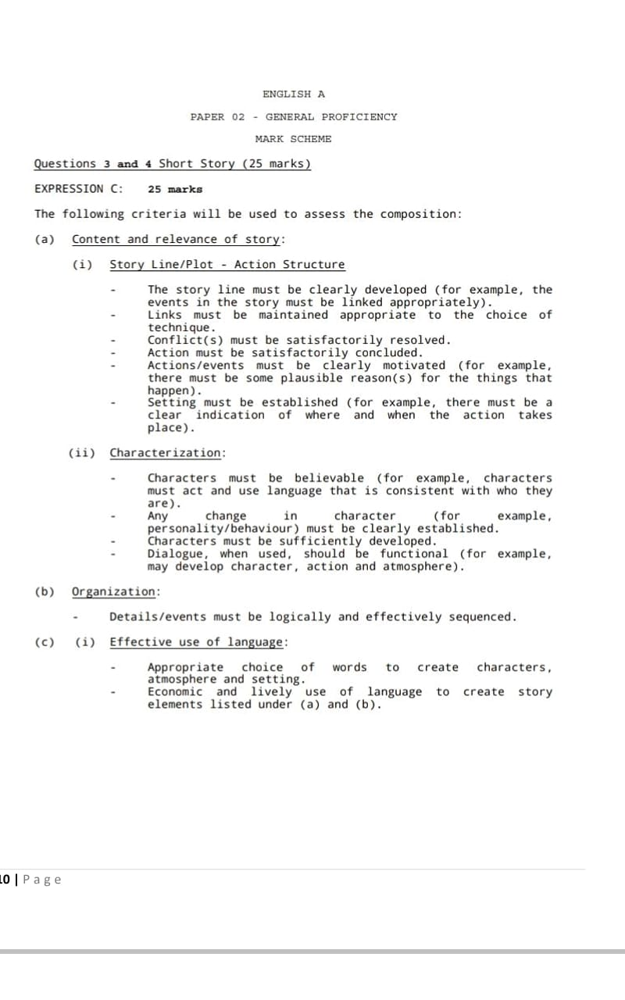 ENGLISH A
PAPER 02 - GENERAL PROFICIENCY
MARK SCHEME
Questions 3 and 4 Short Story (25 marks)
EXPRESSION C: 25 marks
The following criteria will be used to assess the composition:
(a) Content and relevance of story:
(i) Story Line/Plot - Action Structure
- The story line must be clearly developed (for example, the
events in the story must be linked appropriately).
- Links must be maintained appropriate to the choice of
technique.
- Conflict(s) must be satisfactorily resolved.
- Action must be satisfactorily concluded.
- Actions/events must be clearly motivated (for example,
there must be some plausible reason(s) for the things that
happen).
- Setting must be established (for example, there must be a
clear indication of where and when the action takes
place).
(ii) Characterization:
- Characters must be believable (for example, characters
must act and use language that is consistent with who they
are).
- Any change in character (for example,
personality/behaviour) must be clearly established.
- Characters must be sufficiently developed.
- Dialogue, when used, should be functional (for example,
may develop character, action and atmosphere).
(b) Organization:
- Details/events must be logically and effectively sequenced.
(c) (i) Effective use of language:
- Appropriate choice of words to create characters,
atmosphere and setting.
- Economic and lively use of language to create story
elements listed under (a) and (b).
10 | Page